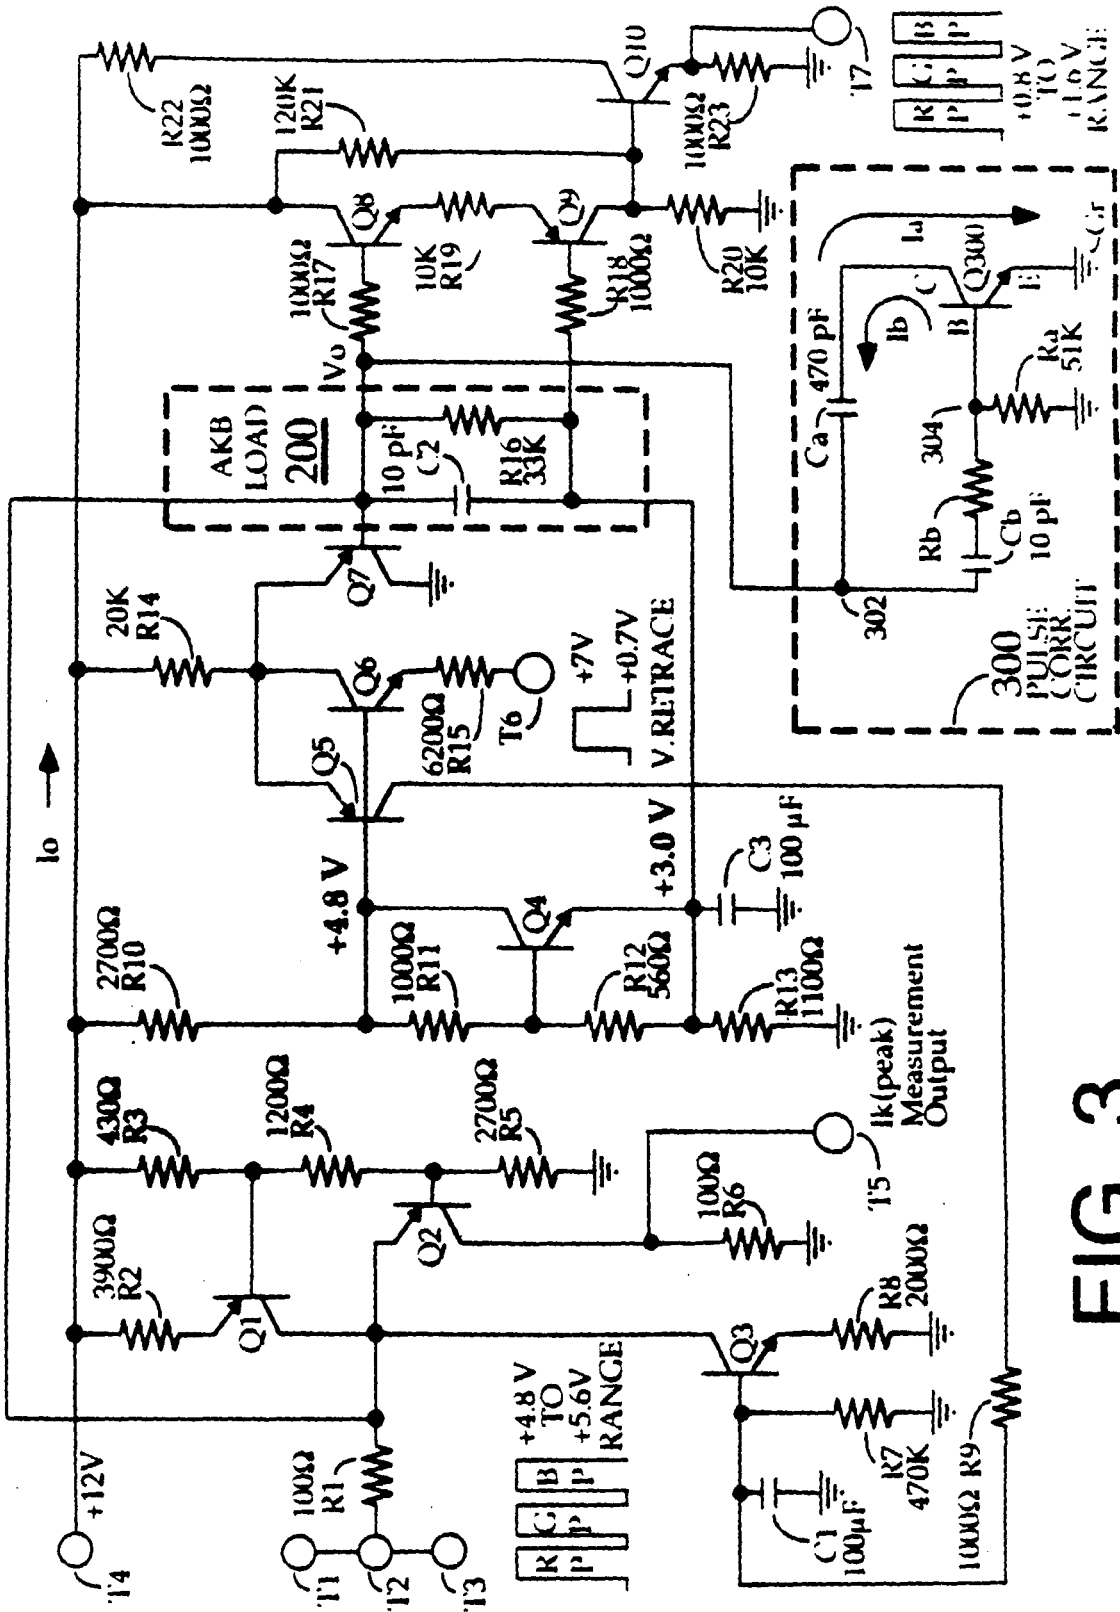 Io
+12V
T4
T1
T2
T3
100Ω
R1
R
P
G
P
B
P
+4.8 V
TO
+5.6V
RANGE
3900Ω
R2
430Ω
R3
1200Ω
R4
2700Ω
R5
Q1
Q2
Q3
100Ω
R6
T5
Ik(peak)
Measurement
Output
C1
100µF
R7
470K
R8
2000Ω
1000Ω R9
2700Ω
R10
+4.8 V
1000Ω
R11
Q4
R12
560Ω
R13
1100Ω
+3.0 V
C3
100 µF
Q5
Q6
20K
R14
6200Ω
R15
T6
+7V
+0.7V
V.RETRACE
Q7
AKB
LOAD
200
10 pF
C2
R16
33K
Vo
1000Ω
R17
R18
1000Ω
Q8
10K
R19
Q9
R20
10K
120K
R21
R22
1000Ω
Q10
1000Ω
R23
T7
R
P
G
P
B
P
+0.8 V
TO
+1.6 V
RANGE
300
PULSE
CORR.
CIRCUIT
302
Ca
470 pF
Rb
Cb
10 pF
304
Ra
51K
Ib
Ia
B
C
Q300
E
Gr
FIG. 3